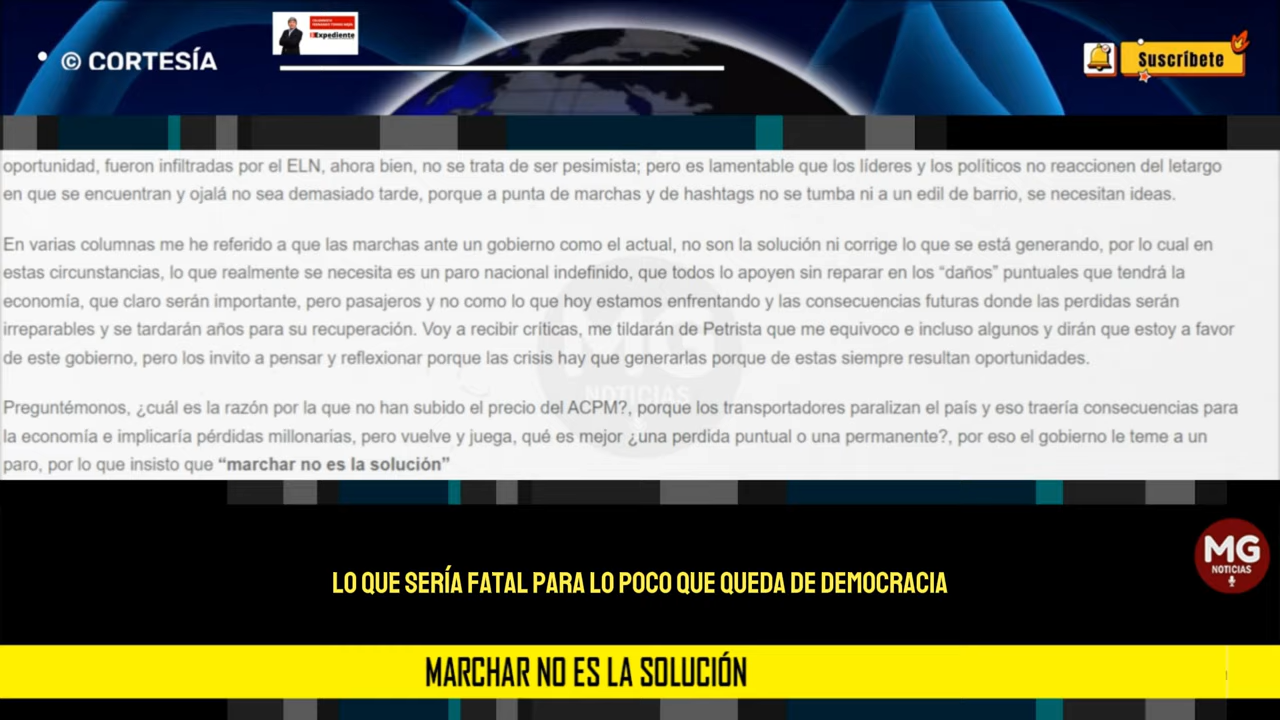 © CORTESÍA
Expediente
Suscríbete
oportunidad, fueron infiltradas por el ELN, ahora bien, no se trata de ser pesimista; pero es lamentable que los líderes y los políticos no reaccionen del letargo
en que se encuentran y ojalá no sea demasiado tarde, porque a punta de marchas y de hashtags no se tumba ni a un edil de barrio, se necesitan ideas.
En varias columnas me he referido a que las marchas ante un gobierno como el actual, no son la solución ni corrige lo que se está generando, por lo cual en
estas circunstancias, lo que realmente se necesita es un paro nacional indefinido, que todos lo apoyen sin reparar en los “daños” puntuales que tendrá la
economía, que claro serán importante, pero pasajeros y no como lo que hoy estamos enfrentando y las consecuencias futuras donde las perdidas serán
irreparables y se tardarán años para su recuperación. Voy a recibir críticas, me tildarán de Petrista que me equivoco e incluso algunos y dirán que estoy a favor
de este gobierno, pero los invito a pensar y reflexionar porque las crisis hay que generarlas porque de estas siempre resultan oportunidades.
MG
NOTICIAS
Preguntémonos, ¿cuál es la razón por la que no han subido el precio del ACPM?, porque los transportadores paralizan el país y eso traería consecuencias para
la economía e implicaría pérdidas millonarias, pero vuelve y juega, qué es mejor ¿una perdida puntual o una permanente?, por eso el gobierno le teme a un
paro, por lo que insisto que “marchar no es la solución”
MG
NOTICIAS
LO QUE SERÍA FATAL PARA LO POCO QUE QUEDA DE DEMOCRACIA
MARCHAR NO ES LA SOLUCIÓN